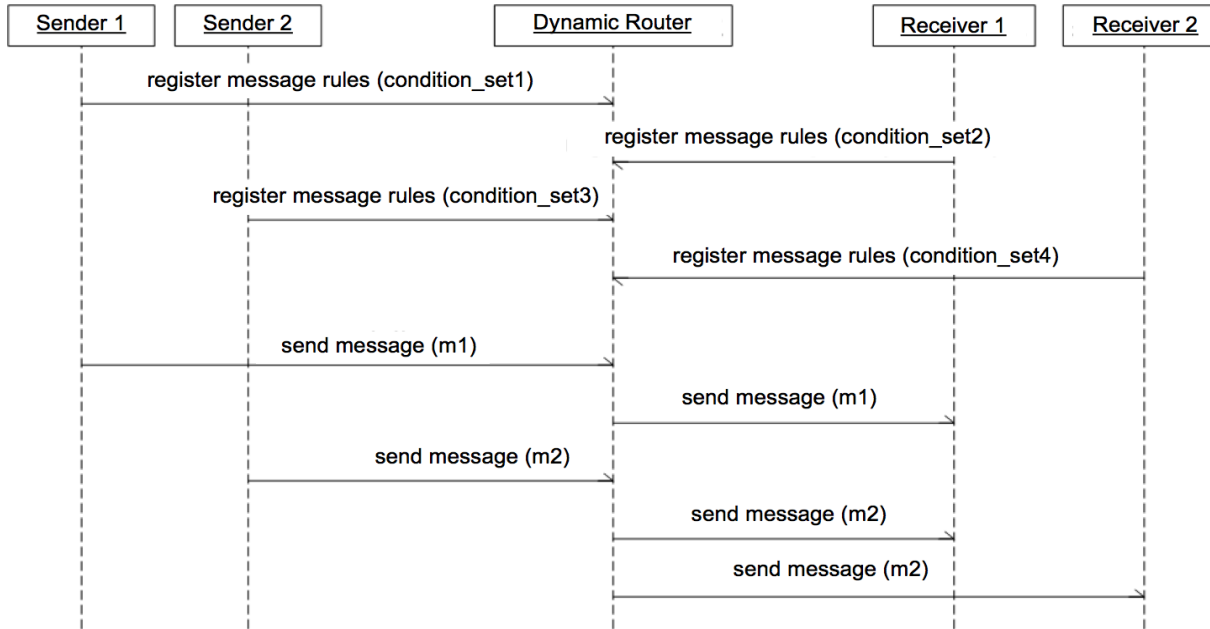 Sender 1
Sender 2
Dynamic Router
Receiver 1
Receiver 2
register message rules (condition_set1)
register message rules (condition_set2)
register message rules (condition_set3)
register message rules (condition_set4)
send message (m1)
send message (m1)
send message (m2)
send message (m2)
send message (m2)